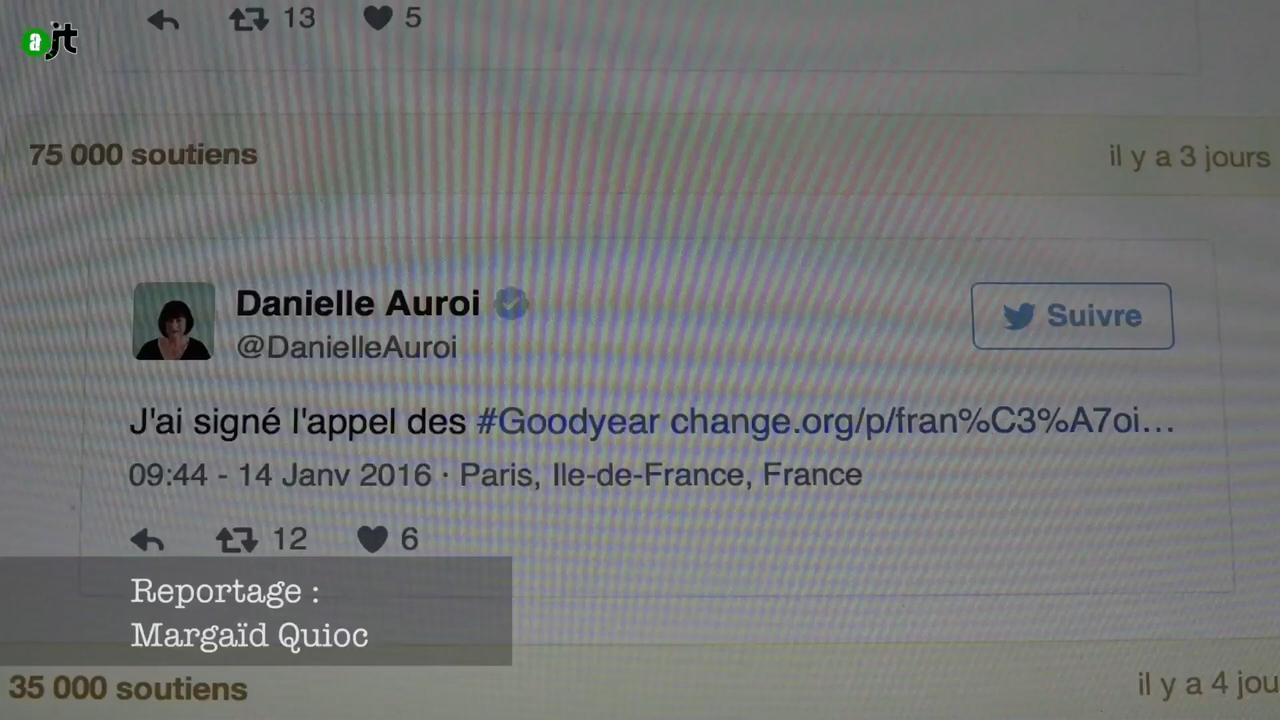 13 5
ajt
75 000 soutiens
il y a 3 jours
Danielle Auroi
@DanielleAuroi
Suivre
J'ai signé l'appel des #Goodyear change.org/p/fran%C3%A7oi...
09:44 - 14 Janv 2016 · Paris, Ile-de-France, France
12 6
Reportage :
Margaïd Quioc
35 000 soutiens
il y a 4 jou